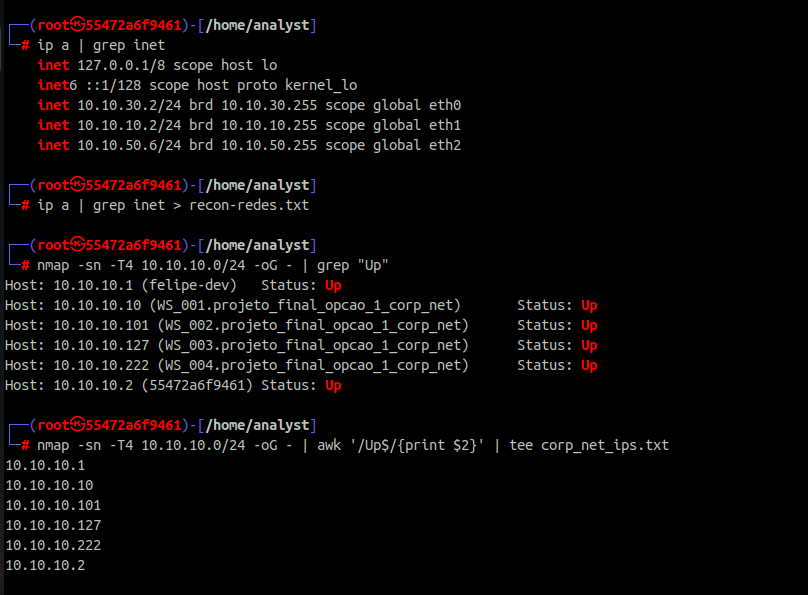 ┌──(root㉿55472a6f9461)-[/home/analyst]
└─# ip a | grep inet
    inet 127.0.0.1/8 scope host lo
    inet6 ::1/128 scope host proto kernel_lo
    inet 10.10.30.2/24 brd 10.10.30.255 scope global eth0
    inet 10.10.10.2/24 brd 10.10.10.255 scope global eth1
    inet 10.10.50.6/24 brd 10.10.50.255 scope global eth2
┌──(root㉿55472a6f9461)-[/home/analyst]
└─# ip a | grep inet > recon-redes.txt
┌──(root㉿55472a6f9461)-[/home/analyst]
└─# nmap -sn -T4 10.10.10.0/24 -oG - | grep "Up"
Host: 10.10.10.1 (felipe-dev)   Status: Up
Host: 10.10.10.10 (WS_001.projeto_final_opcao_1_corp_net)       Status: Up
Host: 10.10.10.101 (WS_002.projeto_final_opcao_1_corp_net)      Status: Up
Host: 10.10.10.127 (WS_003.projeto_final_opcao_1_corp_net)      Status: Up
Host: 10.10.10.222 (WS_004.projeto_final_opcao_1_corp_net)      Status: Up
Host: 10.10.10.2 (55472a6f9461) Status: Up
┌──(root㉿55472a6f9461)-[/home/analyst]
└─# nmap -sn -T4 10.10.10.0/24 -oG - | awk '/Up$/{print $2}' | tee corp_net_ips.txt
10.10.10.1
10.10.10.10
10.10.10.101
10.10.10.127
10.10.10.222
10.10.10.2